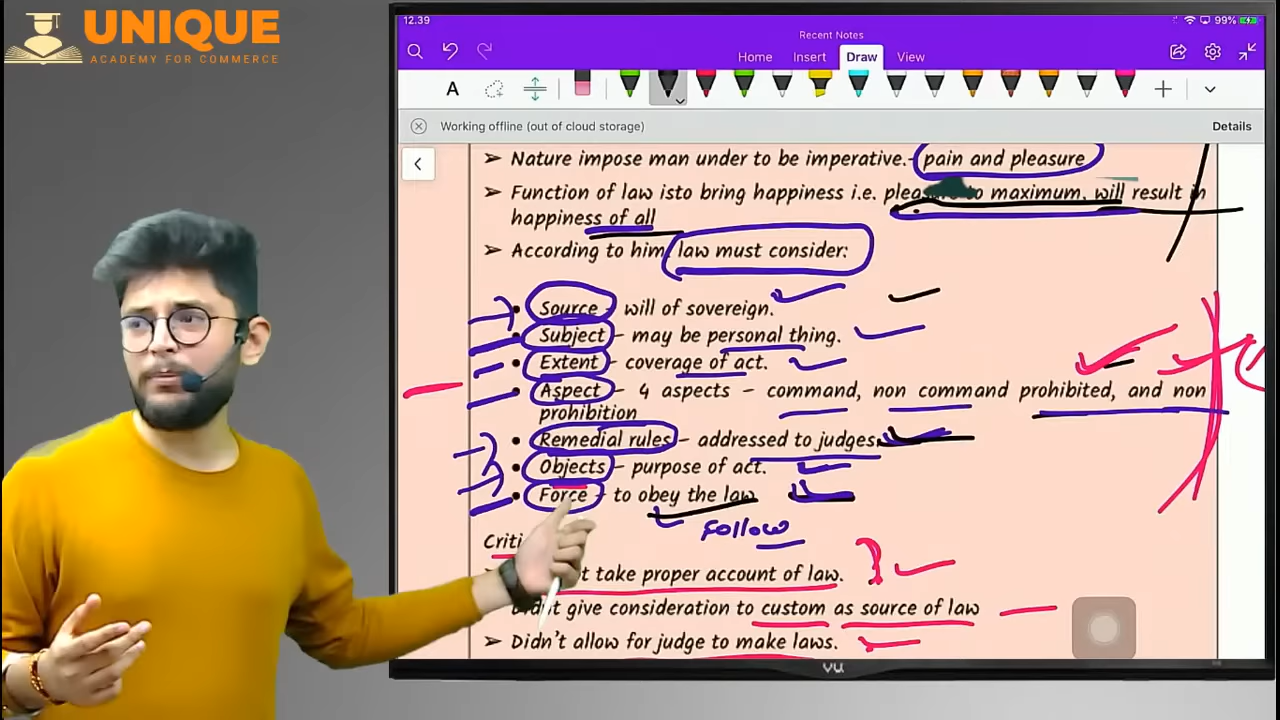 UNIQUE
ACADEMY FOR COMMERCE
12.39
99%
Recent Notes
Home Insert Draw View
A
Working offline (out of cloud storage)
Details
➢ Nature impose man under to be imperative.- pain and pleasure
➢ Function of law isto bring happiness i.e. to maximum, will result in
happiness of all
➢ According to him law must consider:
• Source - will of sovereign.
• Subject - may be personal thing.
• Extent - coverage of act.
• Aspect - 4 aspects – command, non command prohibited, and non
prohibition
• Remedial rules - addressed to judges
• Objects - purpose of act.
• Force - to obey the law
Follow
take proper account of law.
Didnt give consideration to custom as source of law
➢ Didn't allow for judge to make laws.
VU